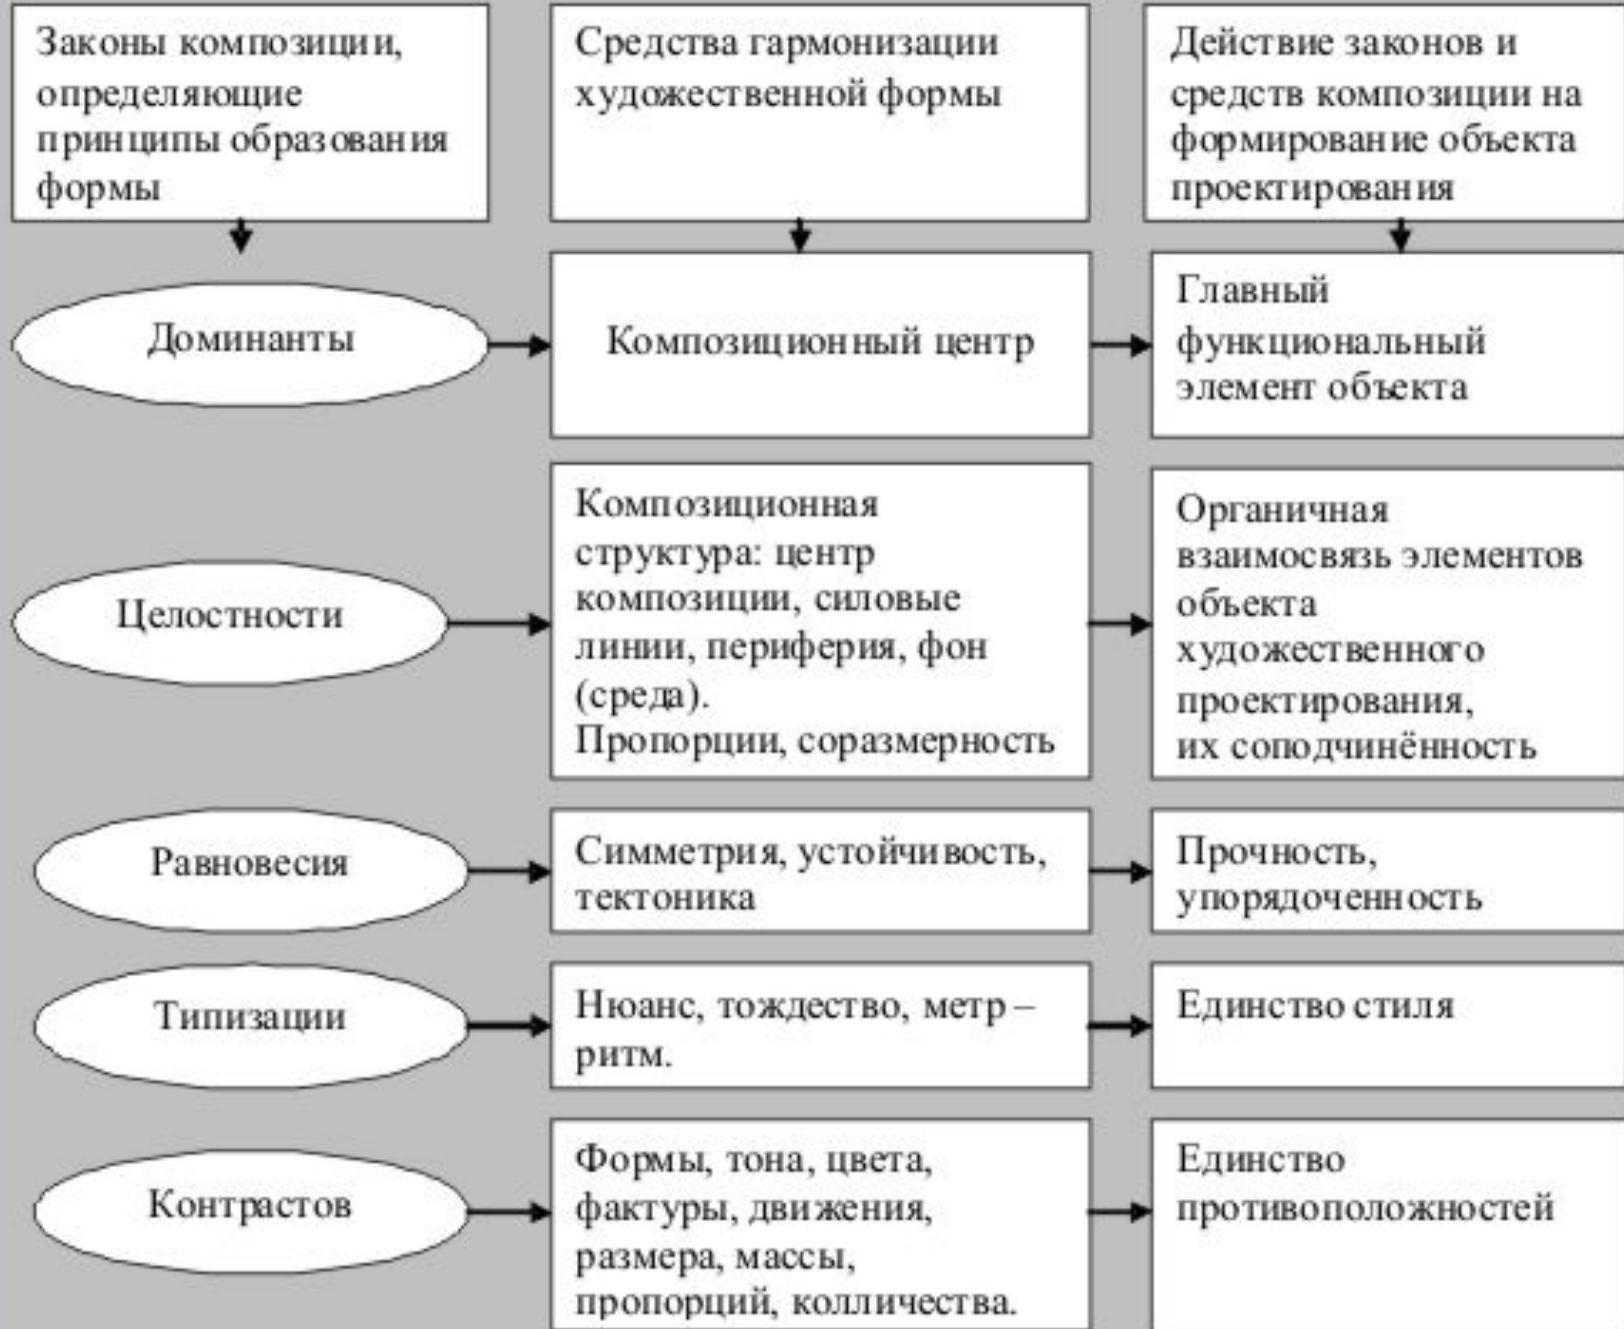 Законы композиции,
определяющие
принципы образования
формы
Средства гармонизации
художественной формы
Действие законов и
средств композиции на
формирование объекта
проектирования
Доминанты
Композиционный центр
Главный
функциональный
элемент объекта
Целостности
Композиционная
структура: центр
композиции, силовые
линии, периферия, фон
(среда).
Пропорции, соразмерность
Органичная
взаимосвязь элементов
объекта
художественного
проектирования,
их соподчинённость
Равновесия
Симметрия, устойчивость,
тектоника
Прочность,
упорядоченность
Типизации
Нюанс, тождество, метр –
ритм.
Единство стиля
Контрастов
Формы, тона, цвета,
фактуры, движения,
размера, массы,
пропорций, колличества.
Единство
противоположностей